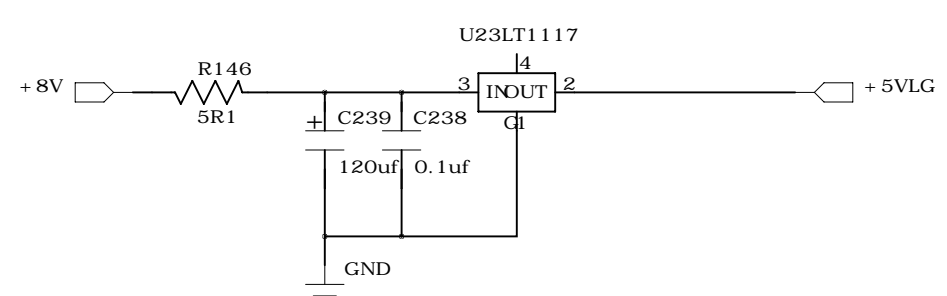 U23LT1117
4
R146
+8V
3
INOUT
2
+5VLG
5R1
+
C239
C238
G1
120uf
0.1uf
GND